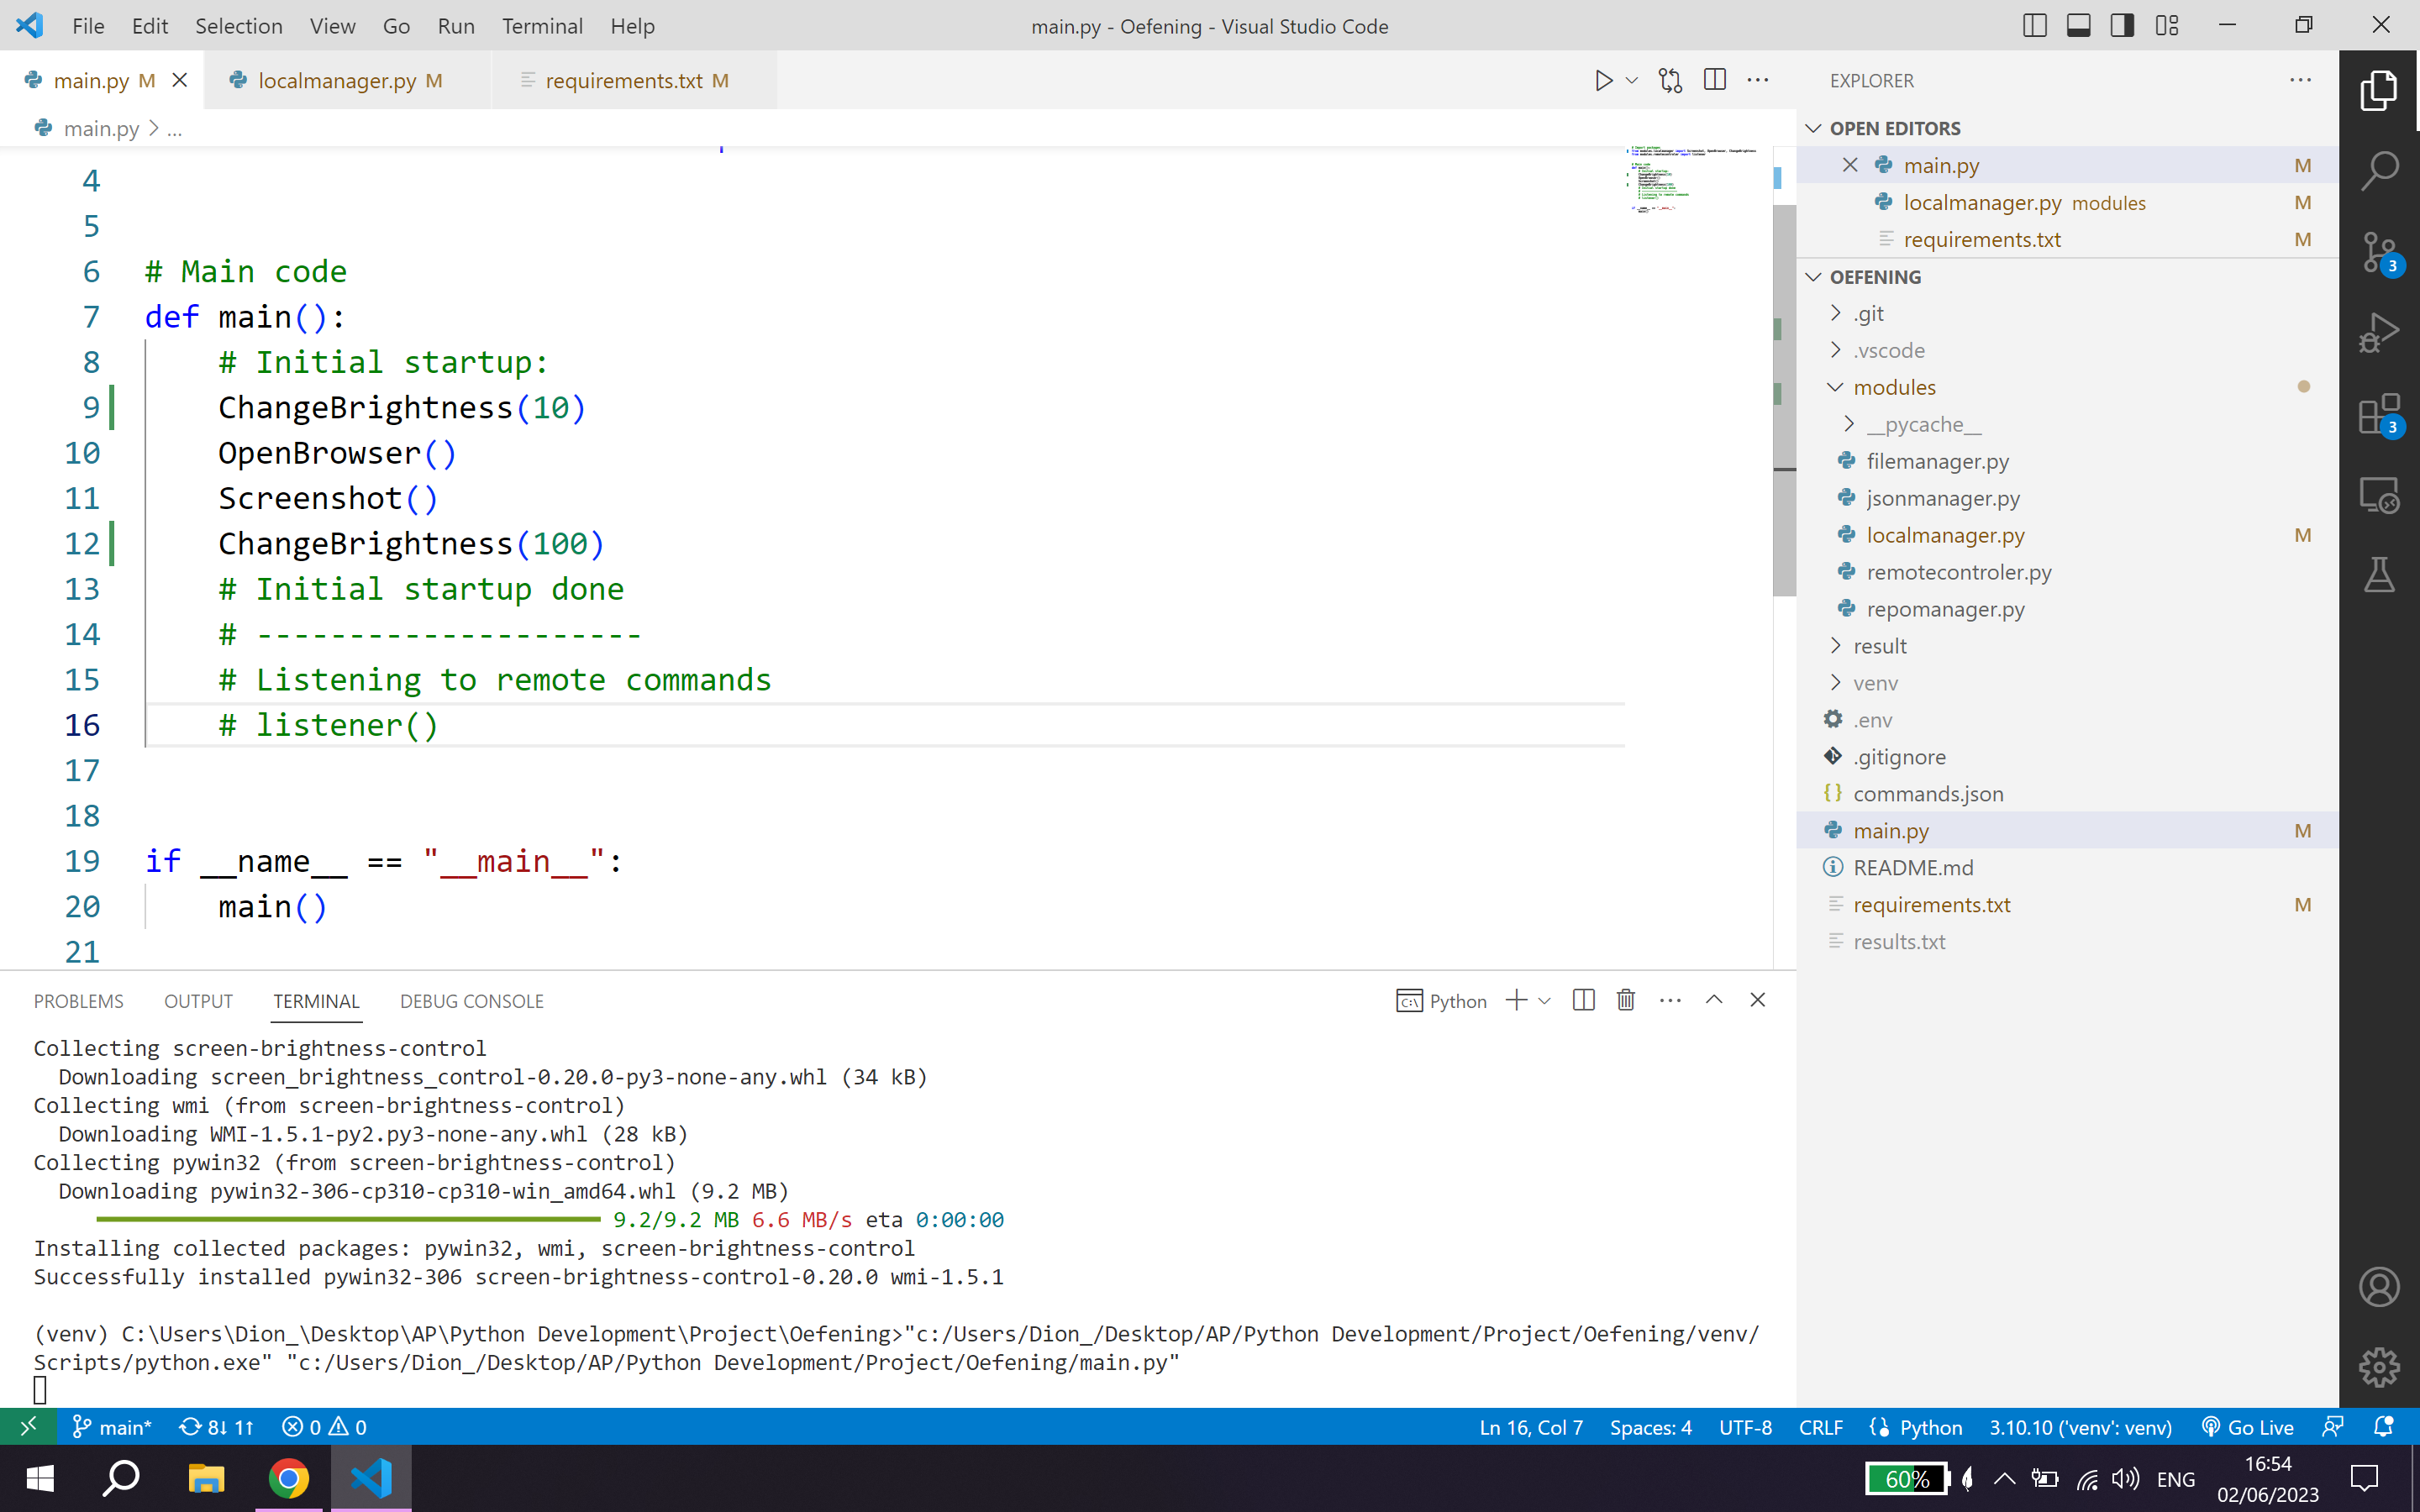 File Edit Selection View Go Run Terminal Help
main.py - Oefening - Visual Studio Code
main.py M
localmanager.py M
requirements.txt M
main.py > ...
4
5
6 # Main code
7 def main():
8 # Initial startup:
9 ChangeBrightness(10)
10 OpenBrowser()
11 Screenshot()
12 ChangeBrightness(100)
13 # Initial startup done
14 # ---------------------
15 # Listening to remote commands
16 # listener()
17
18
19 if __name__ == "__main__":
20 main()
21
PROBLEMS OUTPUT TERMINAL DEBUG CONSOLE
Python
Collecting screen-brightness-control
Downloading screen_brightness_control-0.20.0-py3-none-any.whl (34 kB)
Collecting wmi (from screen-brightness-control)
Downloading WMI-1.5.1-py2.py3-none-any.whl (28 kB)
Collecting pywin32 (from screen-brightness-control)
Downloading pywin32-306-cp310-cp310-win_amd64.whl (9.2 MB)
9.2/9.2 MB 6.6 MB/s eta 0:00:00
Installing collected packages: pywin32, wmi, screen-brightness-control
Successfully installed pywin32-306 screen-brightness-control-0.20.0 wmi-1.5.1
(venv) C:\Users\Dion_\Desktop\AP\Python Development\Project\Oefening>"c:/Users/Dion_/Desktop/AP/Python Development/Project/Oefening/venv/
Scripts/python.exe" "c:/Users/Dion_/Desktop/AP/Python Development/Project/Oefening/main.py"
EXPLORER
OPEN EDITORS
main.py M
localmanager.py modules M
requirements.txt M
OEFENING
.git
.vscode
modules
__pycache__
filemanager.py
jsonmanager.py
localmanager.py M
remotecontroler.py
repomanager.py
result
venv
.env
.gitignore
commands.json
main.py M
README.md
requirements.txt M
results.txt
3
3
main* 8↓ 1↑ 0 0
Ln 16, Col 7 Spaces: 4 UTF-8 CRLF Python 3.10.10 ('venv': venv) Go Live
60% ENG
16:54
02/06/2023